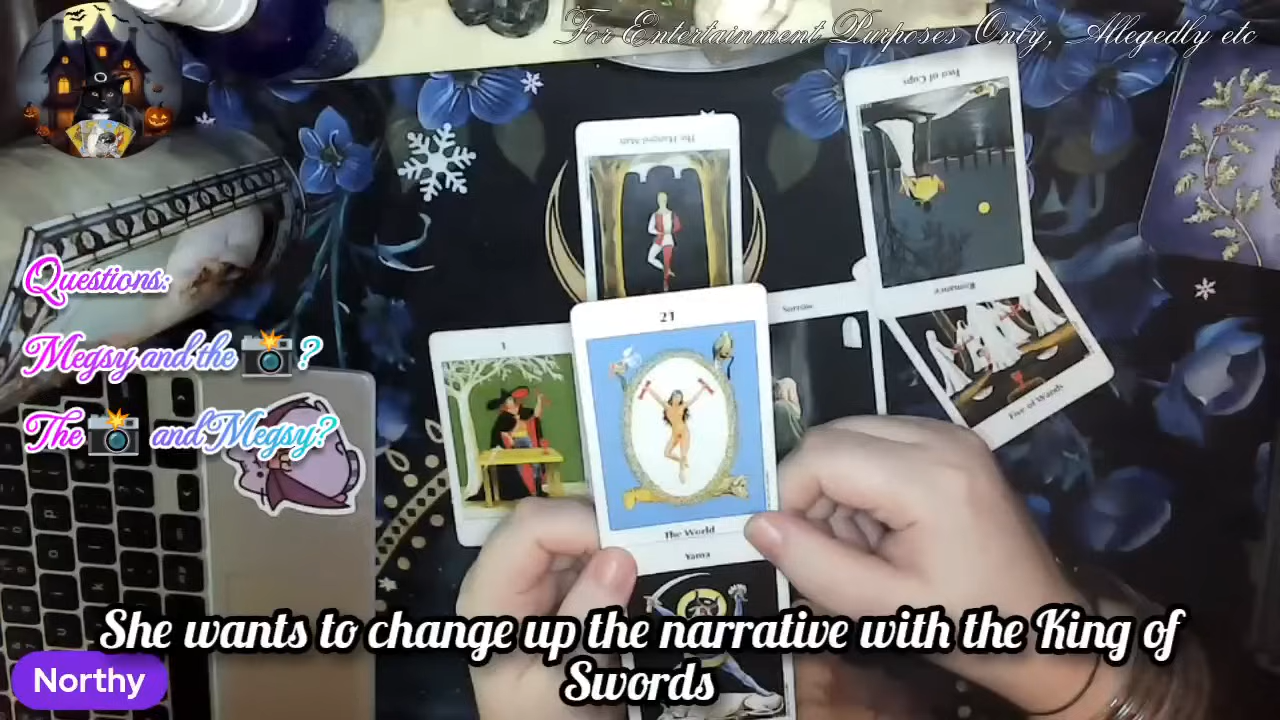 For Entertainment Purposes Only, Allegedly etc
Post of Cups
The Hanged Man
Romance
Sorrow
Questions:
Megsy and the 📸?
The 📸 and Megsy?
1
21
Five of Wands
The World
Yama
She wants to change up the narrative with the King of
Swords
Northy